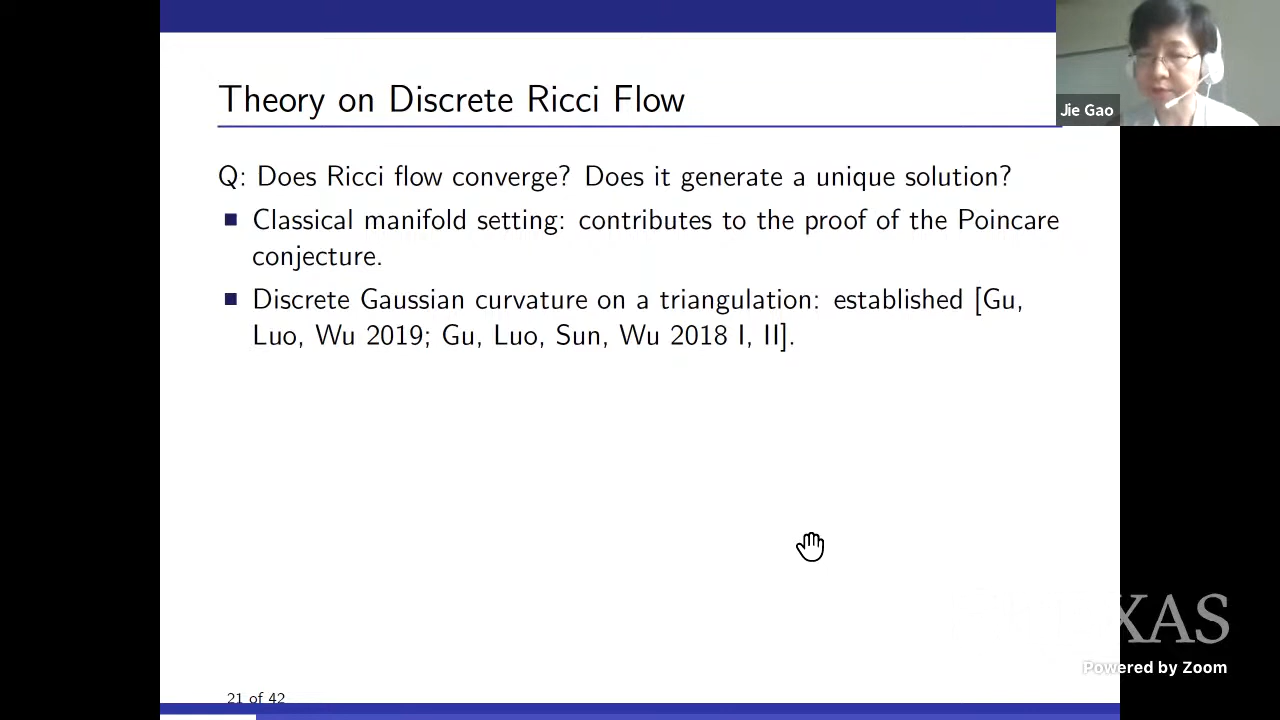 Theory on Discrete Ricci Flow
Jie Gao
Q: Does Ricci flow converge? Does it generate a unique solution?
■ Classical manifold setting: contributes to the proof of the Poincare
conjecture.
■ Discrete Gaussian curvature on a triangulation: established [Gu,
Luo, Wu 2019; Gu, Luo, Sun, Wu 2018 I, II].
XAS
Powered by Zoom
21 of 42